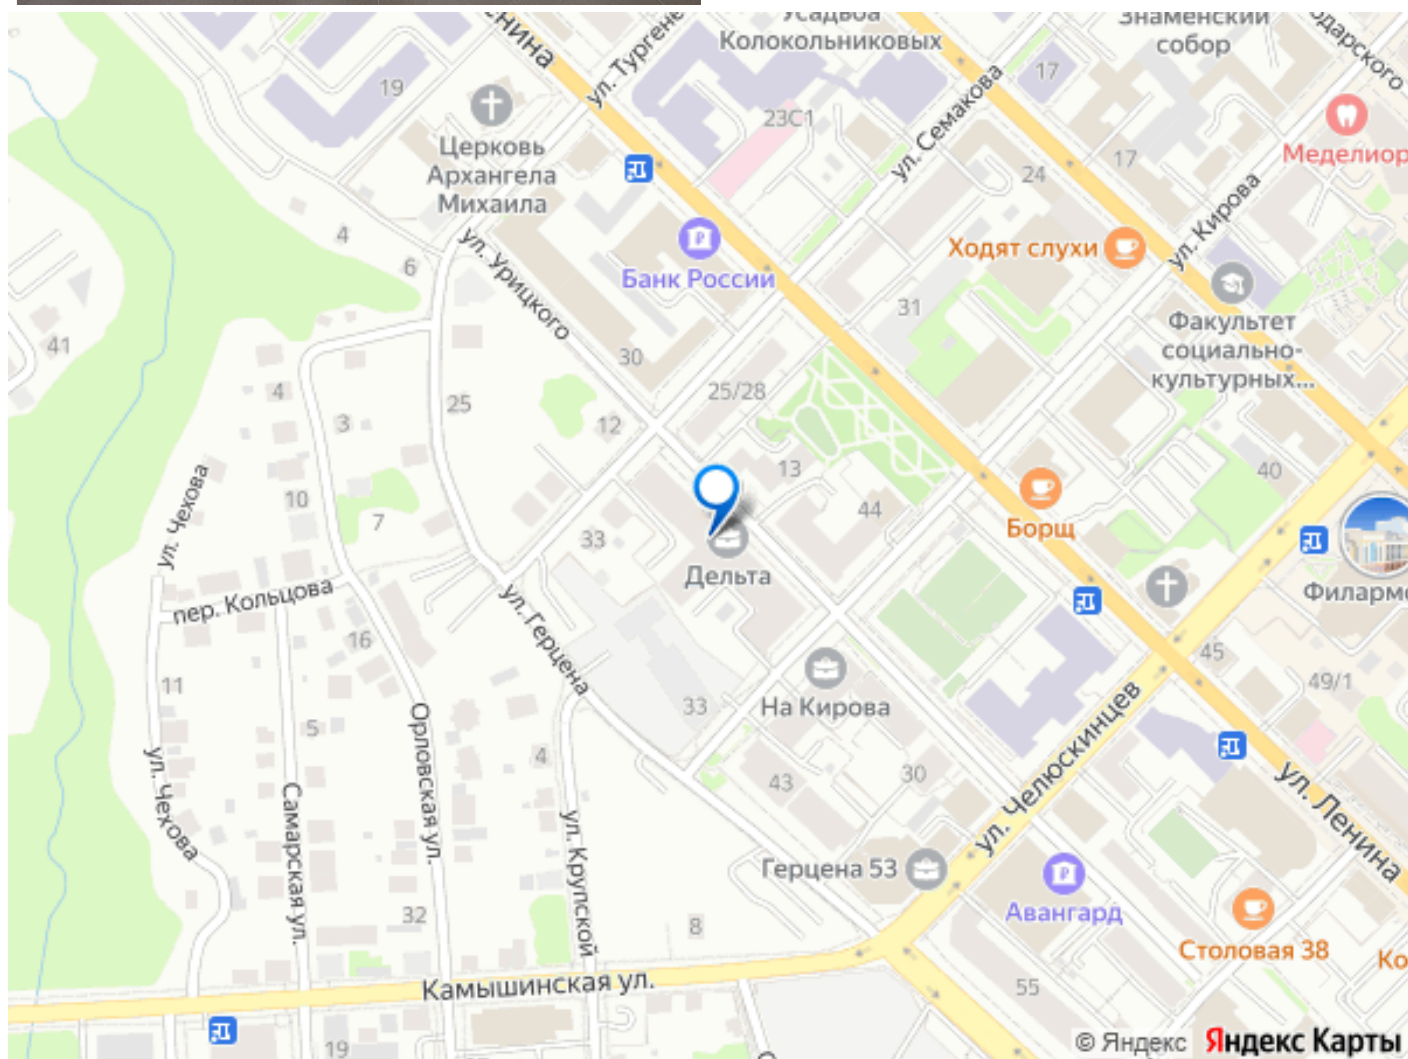 ЕНИНА
ул. Тургене
Усадьба
Колокольниковых
Знаменский
собор
одарского
19
17
ул. Семакова
23С1
Церковь
Архангела
Михаила
24
17
Меделиор
ул. Кирова
4
6
ул. Урицкого
Банк России
Ходят слухи
31
Факультет
социально-
культурных...
41
30
4
25
3
12
25/28
13
40
10
7
44
Борщ
ул. Чехова
33
Дельта
Филармо
пер. Кольцова
ул. Герцена
16
11
45
49/1
33
На Кирова
5
Орловская ул.
4
43
30
ул. Челюскинцев
ул. Ленина
ул. Чехова
Самарская ул.
ул. Крупской
Герцена 53
Авангард
32
8
Столовая 38
Ко
Камышинская ул.
55
19
© Яндекс Яндекс Карты